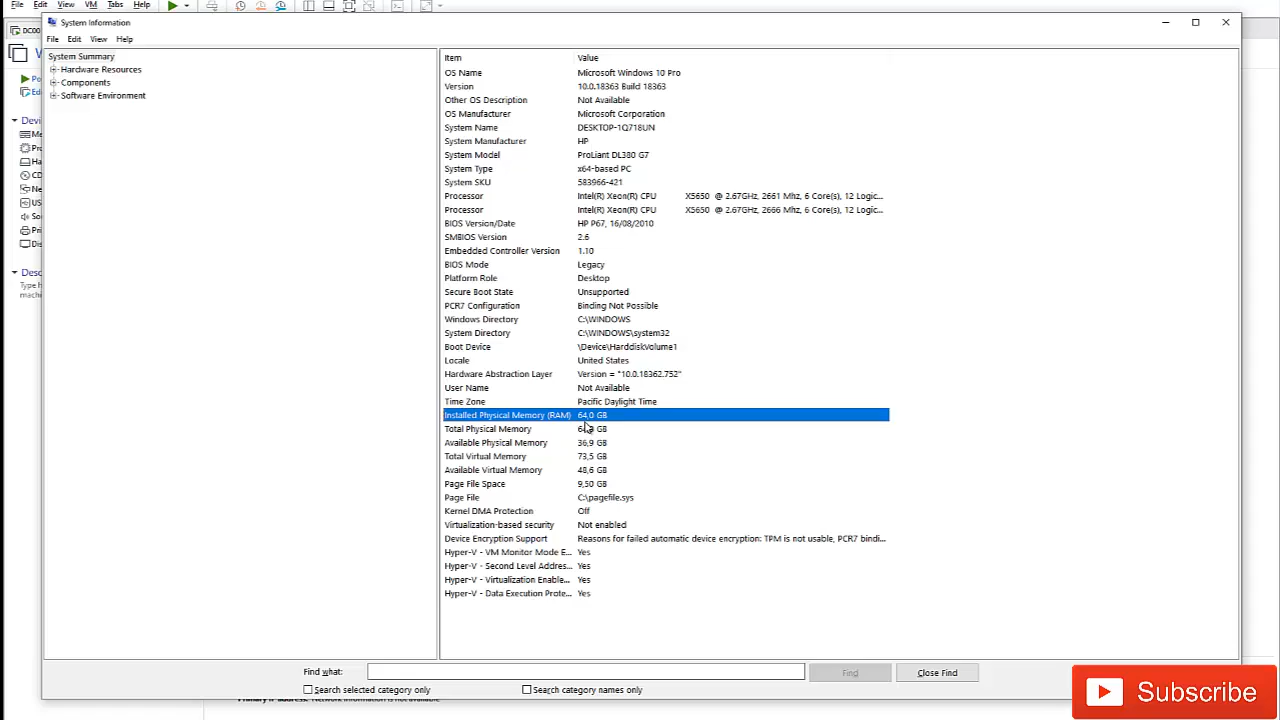 File Edit View VM Tabs Help
System Information
File Edit View Help
System Summary
Hardware Resources
Components
Software Environment
Item Value
OS Name Microsoft Windows 10 Pro
Version 10.0.18363 Build 18363
Other OS Description Not Available
OS Manufacturer Microsoft Corporation
System Name DESKTOP-1Q718UN
System Manufacturer HP
System Model ProLiant DL380 G7
System Type x64-based PC
System SKU 583966-421
Processor Intel(R) Xeon(R) CPU X5650 @ 2.67GHz, 2661 Mhz, 6 Core(s), 12 Logic...
Processor Intel(R) Xeon(R) CPU X5650 @ 2.67GHz, 2666 Mhz, 6 Core(s), 12 Logic...
BIOS Version/Date HP P67, 16/08/2010
SMBIOS Version 2.6
Embedded Controller Version 1.10
BIOS Mode Legacy
Platform Role Desktop
Secure Boot State Unsupported
PCR7 Configuration Binding Not Possible
Windows Directory C:\WINDOWS
System Directory C:\WINDOWS\system32
Boot Device \Device\HarddiskVolume1
Locale United States
Hardware Abstraction Layer Version = "10.0.18362.752"
User Name Not Available
Time Zone Pacific Daylight Time
Installed Physical Memory (RAM) 64,0 GB
Total Physical Memory GB
Available Physical Memory 36,9 GB
Total Virtual Memory 73,5 GB
Available Virtual Memory 48,6 GB
Page File Space 9,50 GB
Page File C:\pagefile.sys
Kernel DMA Protection Off
Virtualization-based security Not enabled
Device Encryption Support Reasons for failed automatic device encryption: TPM is not usable, PCR7 bindi...
Hyper-V - VM Monitor Mode E... Yes
Hyper-V - Second Level Addres... Yes
Hyper-V - Virtualization Enable... Yes
Hyper-V - Data Execution Prote... Yes
Find what: Find Close Find
Search selected category only Search category names only
Subscribe